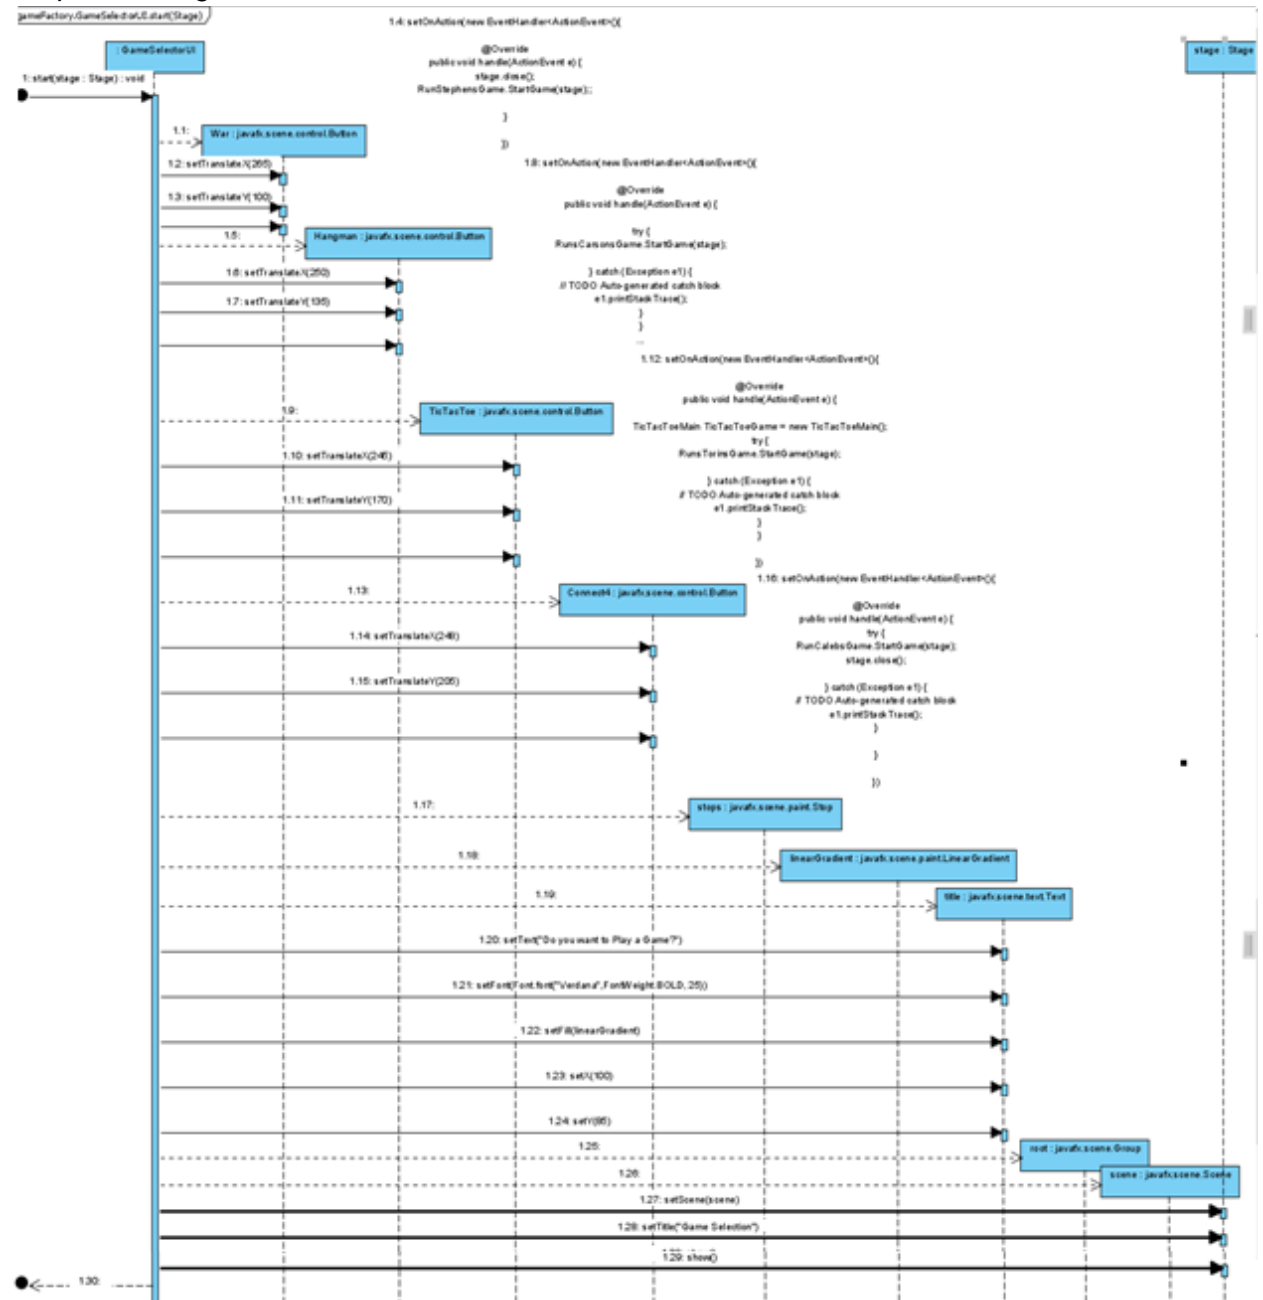 gameFactory.GameSelectorUI.start(Stage)
1.4: setOnAction(new EventHandler<ActionEvent>(){
@Override
public void handle(ActionEvent e) {
stage.close();
RunStephensGame.StartGame(stage);;
}
})
: GameSelectorUI
stage : Stage
1: start(stage : Stage) : void
1.1:
War : javafx.scene.control.Button
1.2: setTranslateX(265)
1.3: setTranslateY(100)
1.8: setOnAction(new EventHandler<ActionEvent>(){
@Override
public void handle(ActionEvent e) {
try {
RunsCarsonsGame.StartGame(stage);
} catch (Exception e1) {
// TODO Auto-generated catch block
e1.printStackTrace();
}
}
...
1.5:
Hangman : javafx.scene.control.Button
1.6: setTranslateX(250)
1.7: setTranslateY(135)
1.12: setOnAction(new EventHandler<ActionEvent>(){
@Override
public void handle(ActionEvent e) {
TicTacToeMain TicTacToeGame = new TicTacToeMain();
try {
RunsTorinsGame.StartGame(stage);
} catch (Exception e1) {
// TODO Auto-generated catch block
e1.printStackTrace();
}
}
})
1.9:
TicTacToe : javafx.scene.control.Button
1.10: setTranslateX(245)
1.11: setTranslateY(170)
1.16: setOnAction(new EventHandler<ActionEvent>(){
@Override
public void handle(ActionEvent e) {
try {
RunCalebsGame.StartGame(stage);
stage.close();
} catch (Exception e1) {
// TODO Auto-generated catch block
e1.printStackTrace();
}
}
})
1.13:
Connect4 : javafx.scene.control.Button
1.14: setTranslateX(248)
1.15: setTranslateY(205)
1.17:
stops : javafx.scene.paint.Stop
1.18:
linearGradient : javafx.scene.paint.LinearGradient
1.19:
title : javafx.scene.text.Text
1.20: setText("Do you want to Play a Game?")
1.21: setFont(Font.font("Verdana",FontWeight.BOLD, 25))
1.22: setFill(linearGradient)
1.23: setX(100)
1.24: setY(85)
1.25:
root : javafx.scene.Group
1.26:
scene : javafx.scene.Scene
1.27: setScene(scene)
1.28: setTitle("Game Selection")
1.29: show()
1.30: